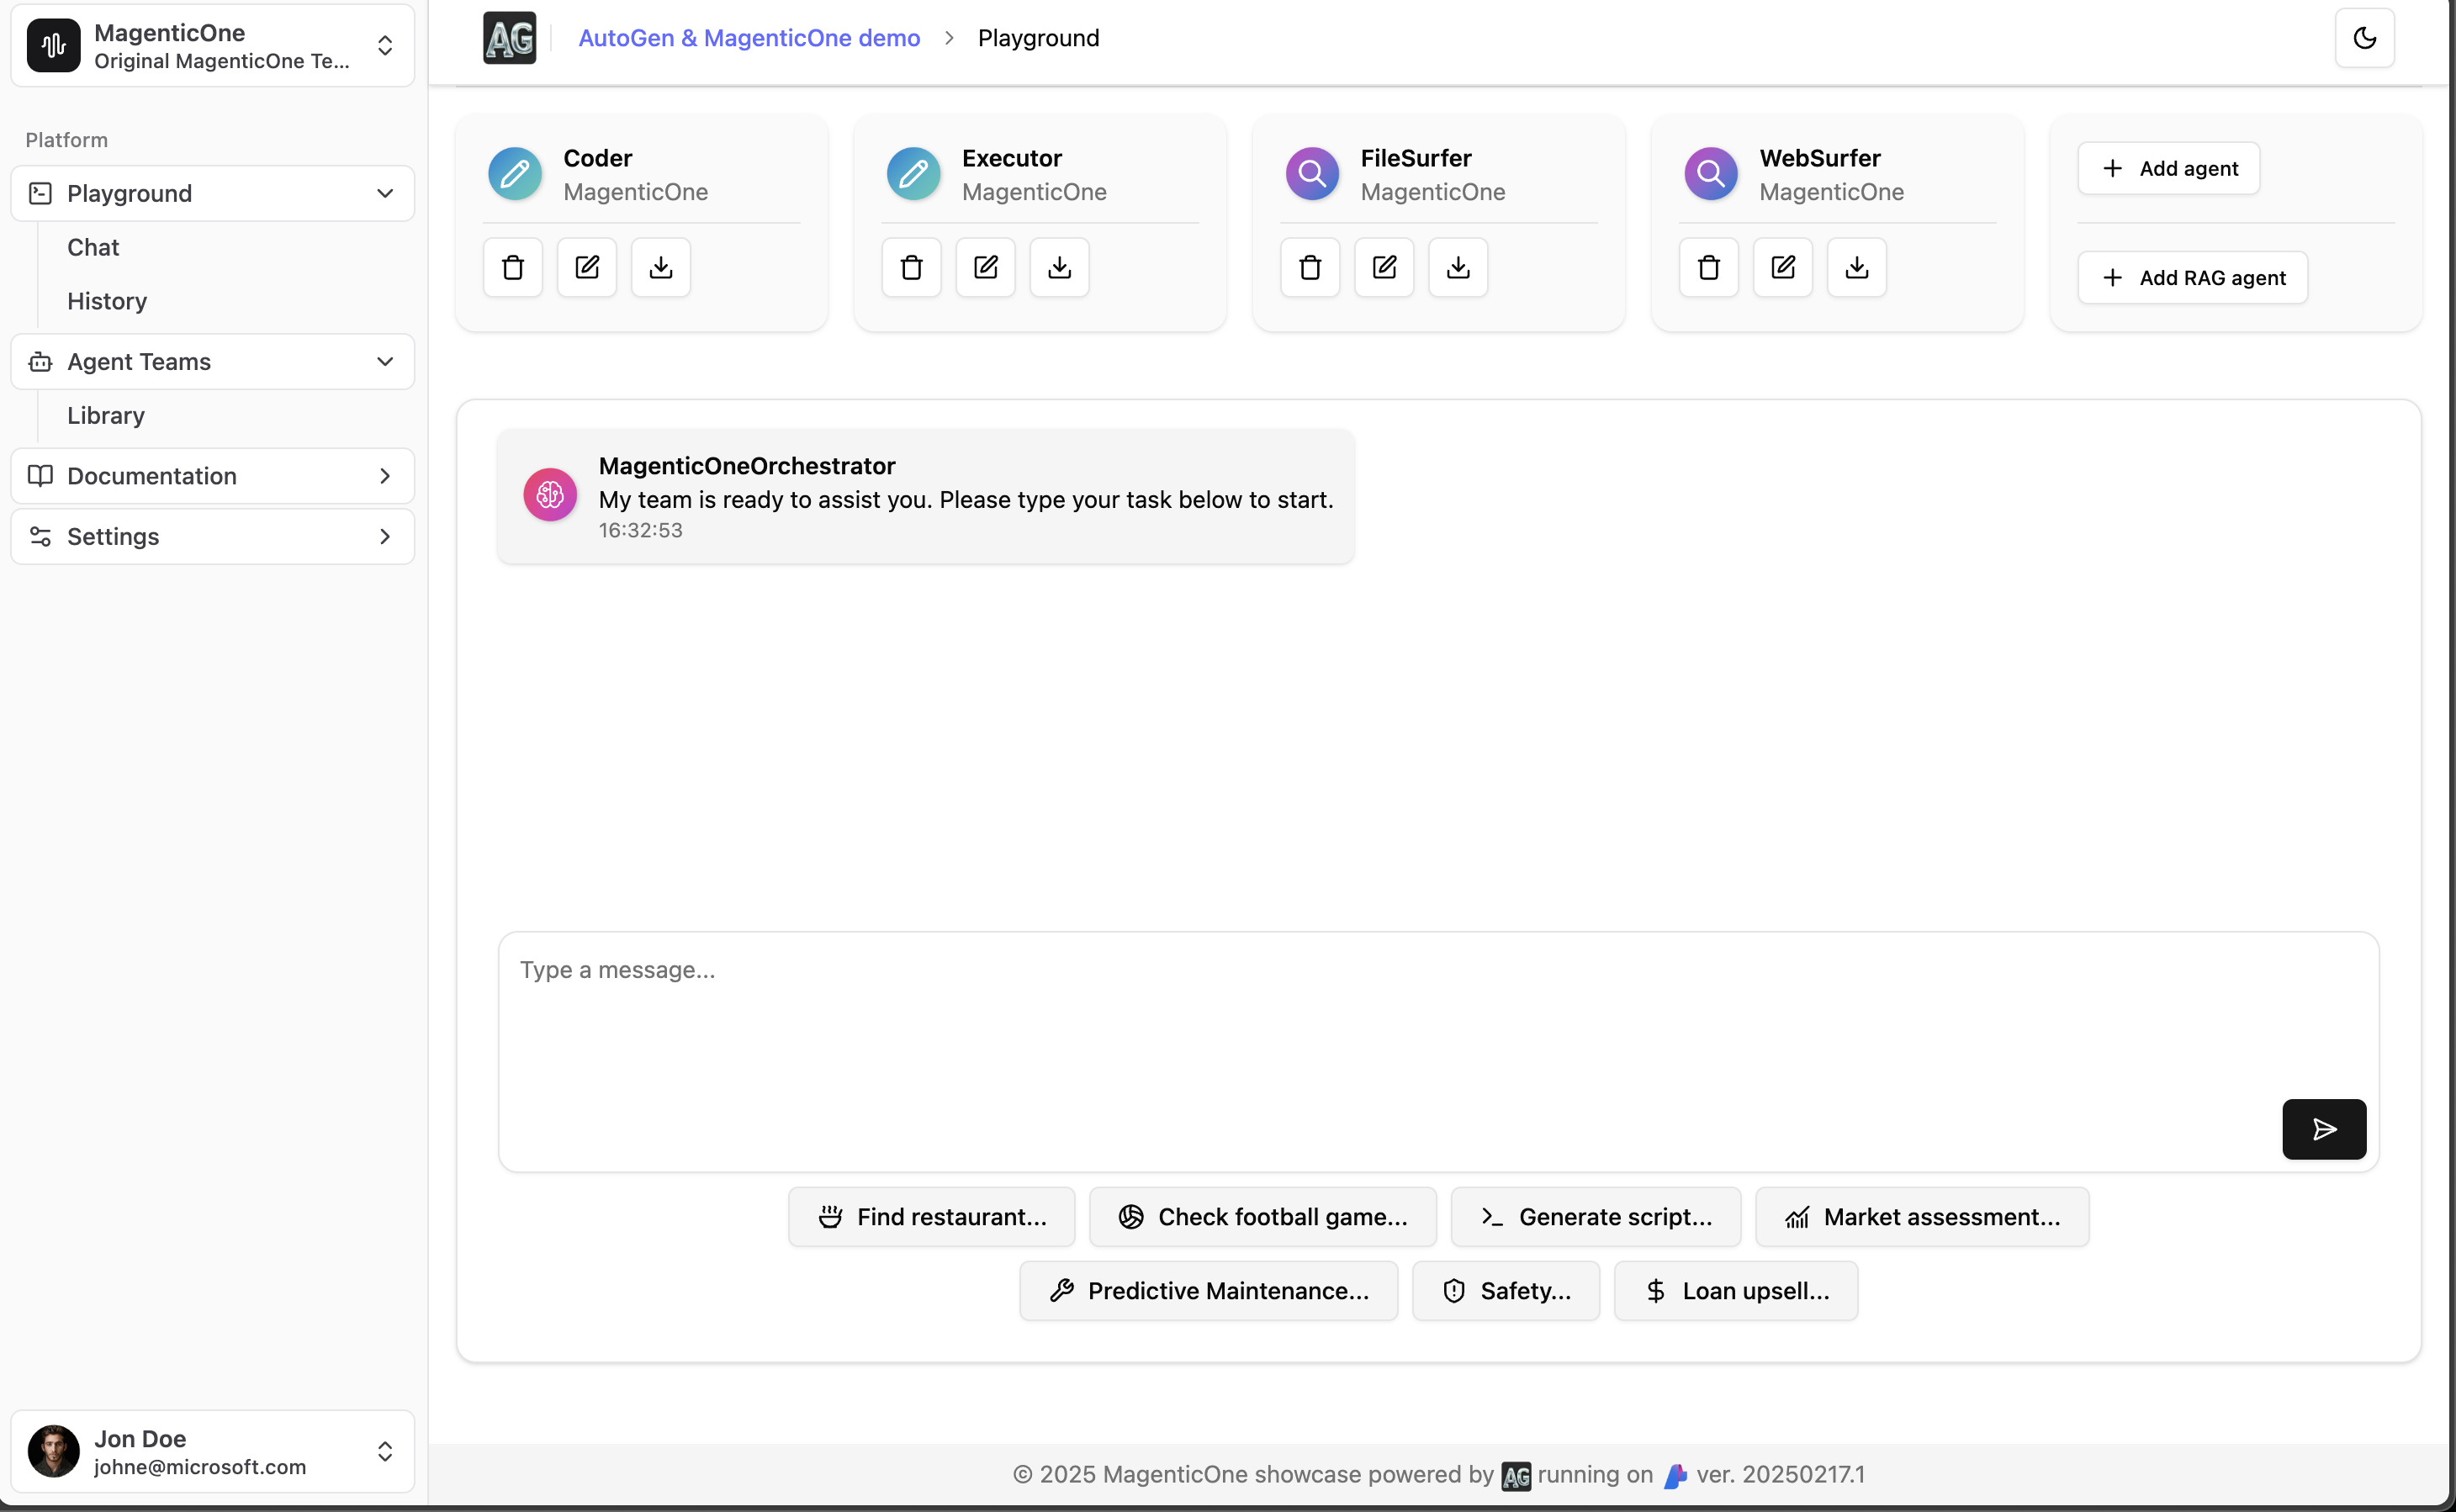 MagenticOne
Original MagenticOne Te...
Platform
Playground
Chat
History
Agent Teams
Library
Documentation
Settings
Jon Doe
johne@microsoft.com
AG
AutoGen & MagenticOne demo
Playground
Coder
MagenticOne
Executor
MagenticOne
FileSurfer
MagenticOne
WebSurfer
MagenticOne
Add agent
Add RAG agent
MagenticOneOrchestrator
My team is ready to assist you. Please type your task below to start.
16:32:53
Type a message...
Find restaurant...
Check football game...
Generate script...
Market assessment...
Predictive Maintenance...
Safety...
Loan upsell...
© 2025 MagenticOne showcase powered by AG running on ver. 20250217.1